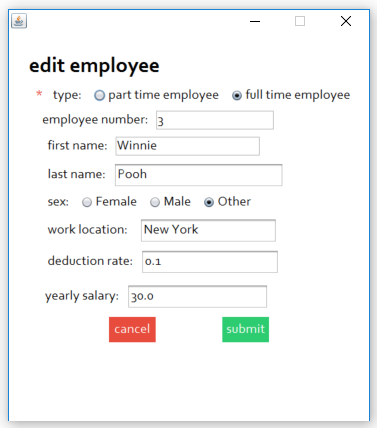 edit employee
* type: part time employee full time employee
employee number: 3
first name: Winnie
last name: Pooh
sex: Female Male Other
work location: New York
deduction rate: 0.1
yearly salary: 30.0
cancel submit